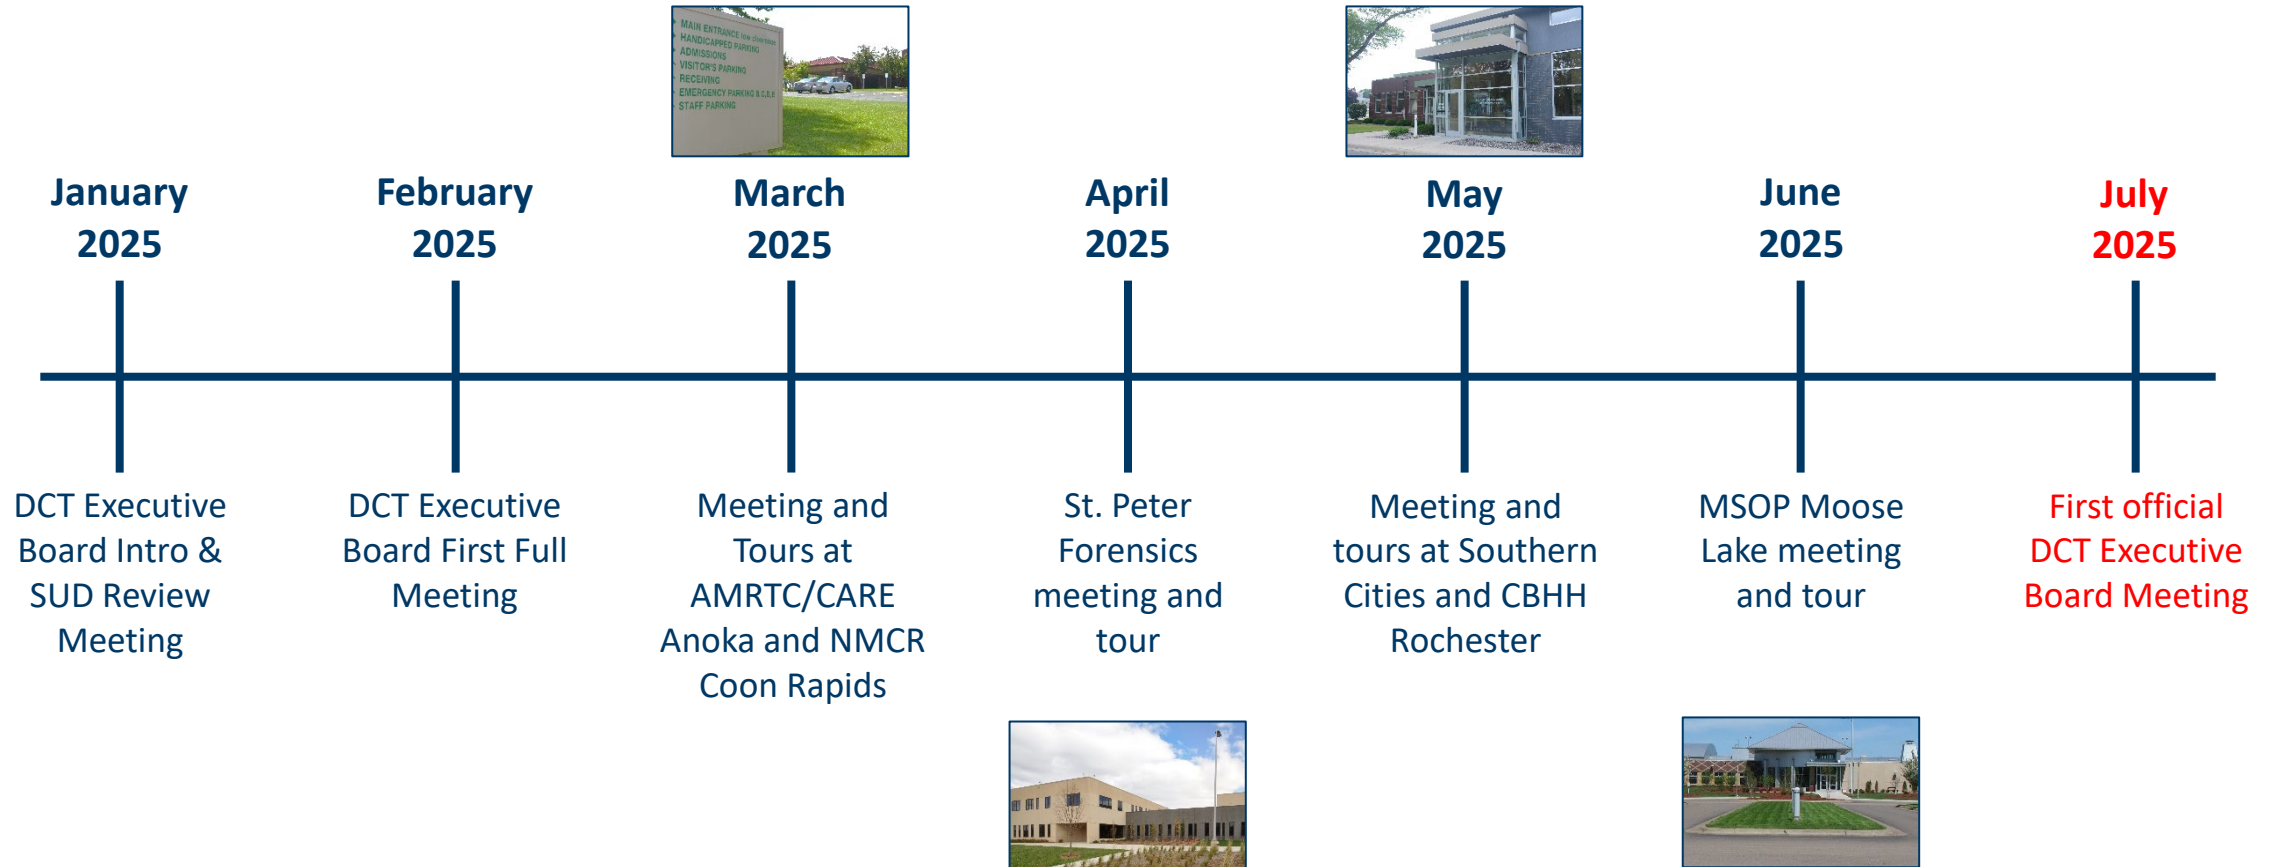 MAIN ENTRANCE
HANDICAPPED PARKING
ADMISSIONS
VISITOR'S PARKING
RECEIVING
EMERGENCY PARKING &
STAFF PARKING
January
2025
February
2025
March
2025
April
2025
May
2025
June
2025
July
2025
DCT Executive
Board Intro &
SUD Review
Meeting
DCT Executive
Board First Full
Meeting
Meeting and
Tours at
AMRTC/CARE
Anoka and NMCR
Coon Rapids
St. Peter
Forensics
meeting and
tour
Meeting and
tours at Southern
Cities and CBHH
Rochester
MSOP Moose
Lake meeting
and tour
First official
DCT Executive
Board Meeting